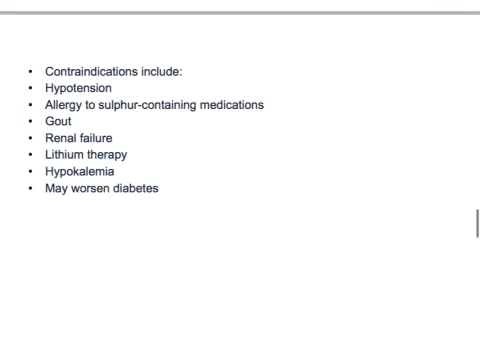 • Contraindications include:
• Hypotension
• Allergy to sulphur-containing medications
• Gout
• Renal failure
• Lithium therapy
• Hypokalemia
• May worsen diabetes